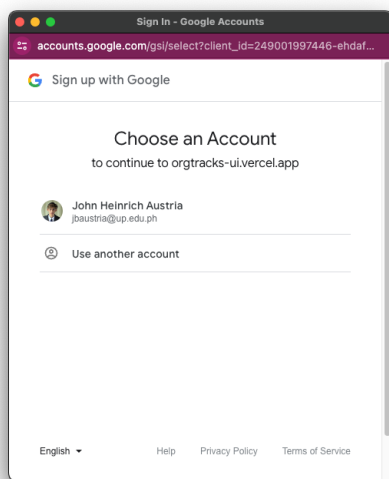 Sign In - Google Accounts
accounts.google.com/gsi/select?client_id=249001997446-ehdaf...
Sign up with Google
Choose an Account
to continue to orgtracks-ui.vercel.app
John Heinrich Austria
jbaustria@up.edu.ph
Use another account
English Help Privacy Policy Terms of Service